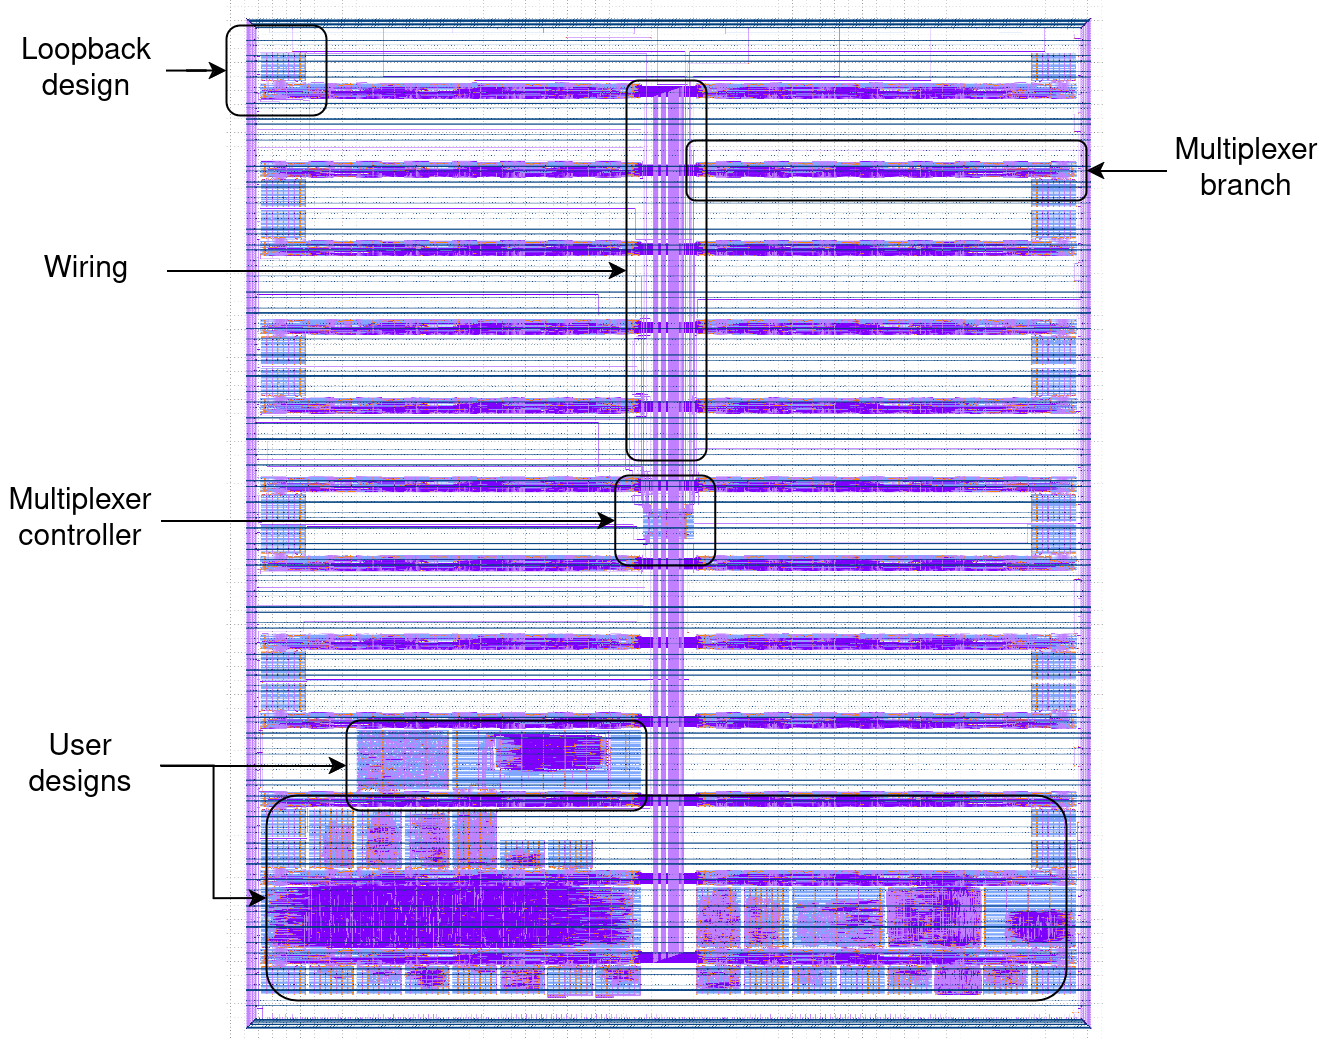 Loopback
design
Multiplexer
branch
Wiring
Multiplexer
controller
User
designs